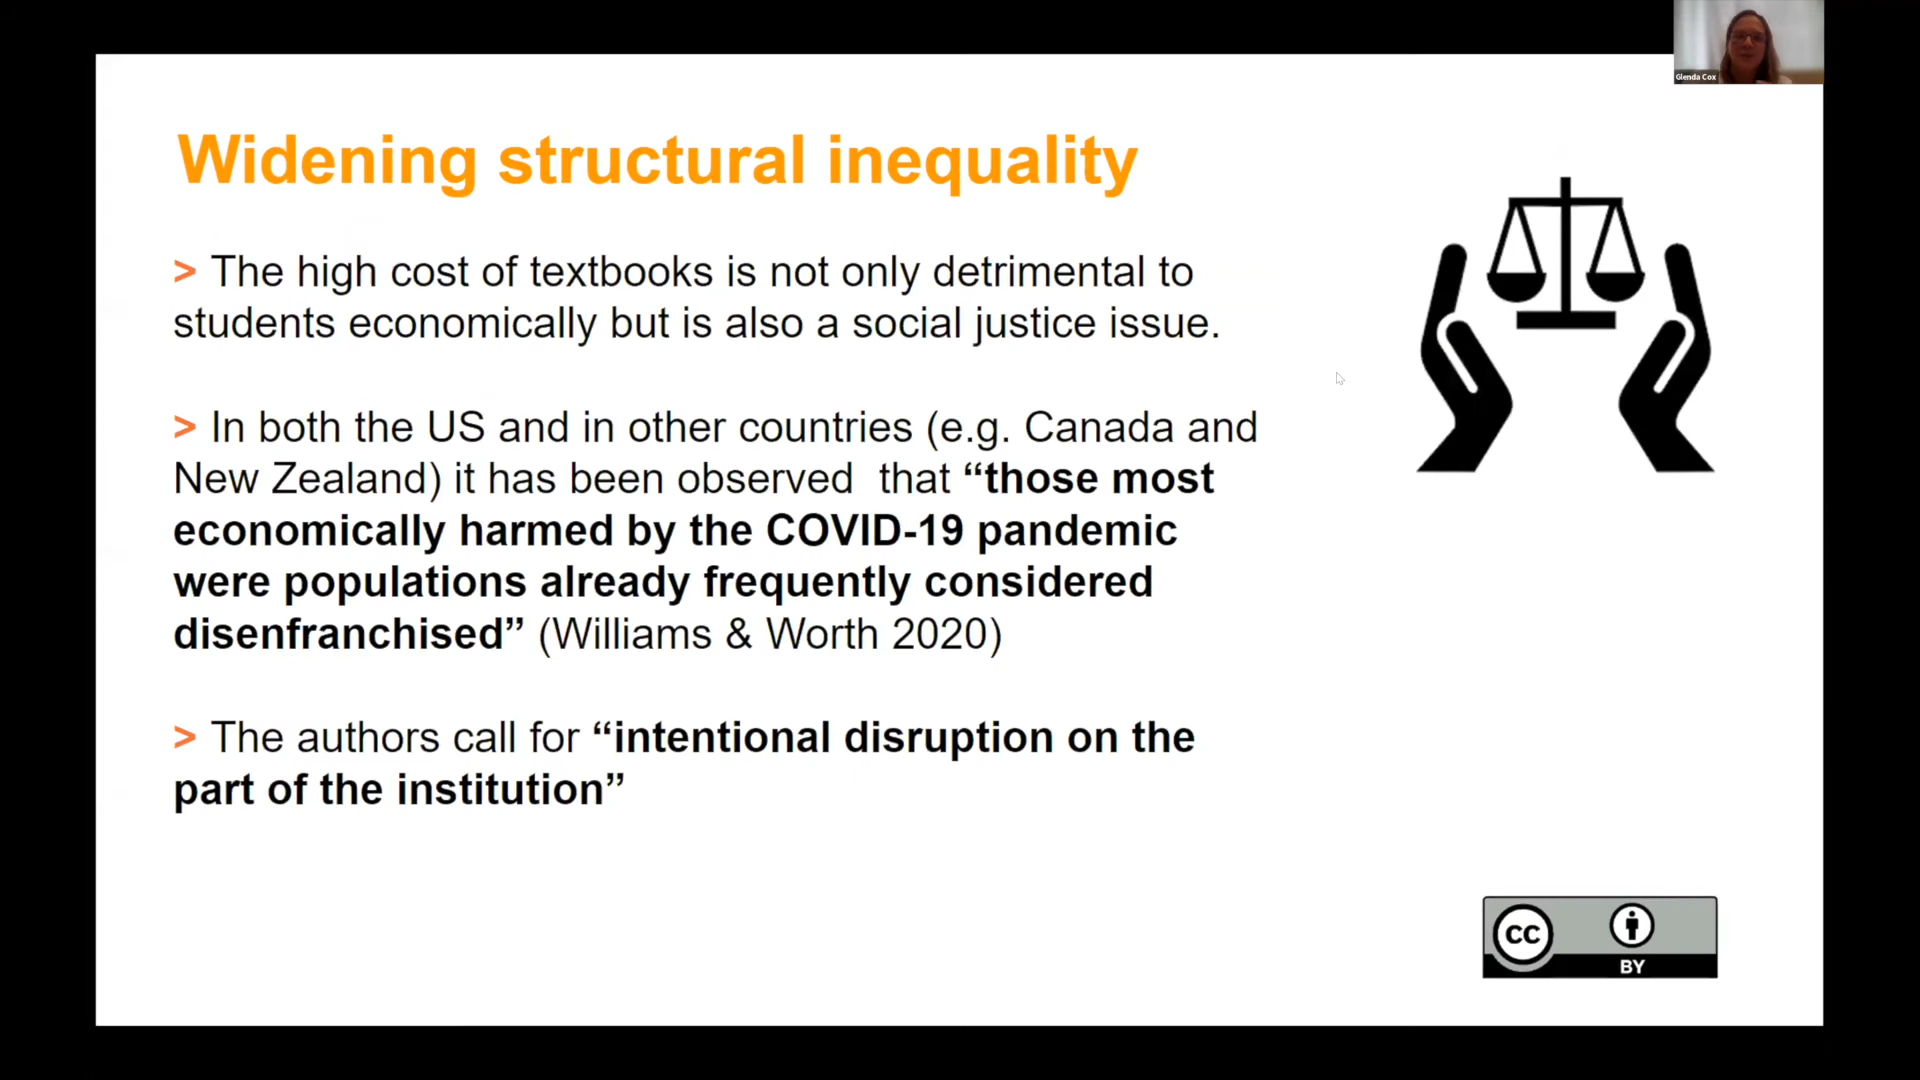 Glenda Cox
Widening structural inequality
> The high cost of textbooks is not only detrimental to
students economically but is also a social justice issue.
> In both the US and in other countries (e.g. Canada and
New Zealand) it has been observed  that “those most
economically harmed by the COVID-19 pandemic
were populations already frequently considered
disenfranchised” (Williams & Worth 2020)
> The authors call for “intentional disruption on the
part of the institution”
CC
BY